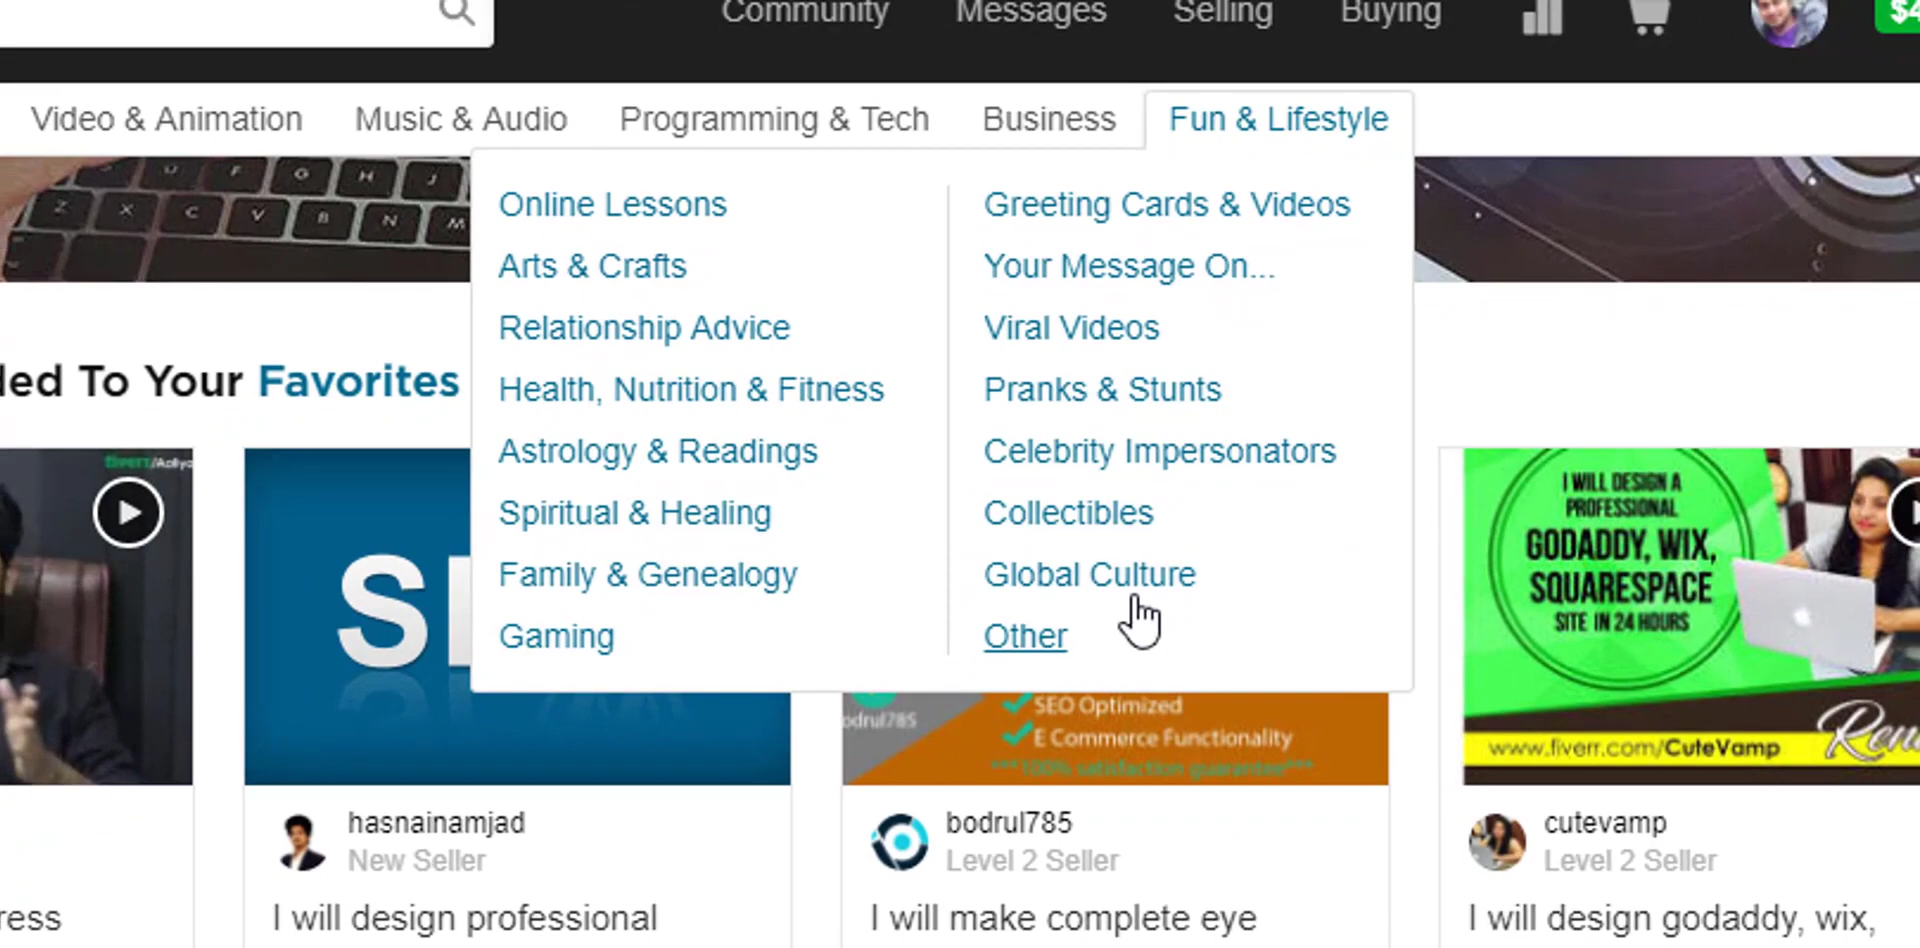 Community Messages Selling Buying
Video & Animation Music & Audio Programming & Tech Business Fun & Lifestyle
Online Lessons
Arts & Crafts
Relationship Advice
Health, Nutrition & Fitness
Astrology & Readings
Spiritual & Healing
Family & Genealogy
Gaming
Greeting Cards & Videos
Your Message On...
Viral Videos
Pranks & Stunts
Celebrity Impersonators
Collectibles
Global Culture
Other
To Your Favorites
I WILL DESIGN A
PROFESSIONAL
GODADDY, WIX,
SQUARESPACE
SITE IN 24 HOURS
www.fiverr.com/CuteVamp
SEO Optimized
E Commerce Functionality
***100% satisfaction guarantee***
hasnainamjad
New Seller
I will design professional
bodrul785
Level 2 Seller
I will make complete eye
cutevamp
Level 2 Seller
I will design godaddy, wix,